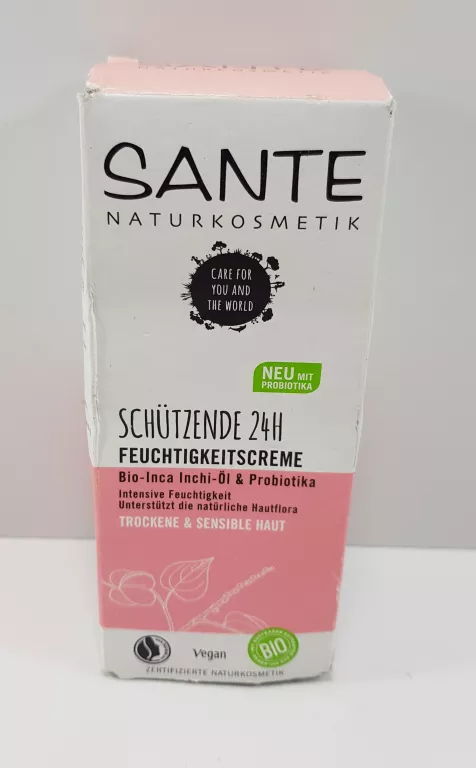 NATURKOSMETIK
SANTE
NATURKOSMETIK
CARE FOR
YOU AND
THE WORLD
NEU MIT
PROBIOTIKA
SCHÜTZENDE 24H
FEUCHTIGKEITSCREME
Bio-Inca Inchi-Öl & Probiotika
Intensive Feuchtigkeit
Unterstützt die natürliche Hautflora
TROCKENE & SENSIBLE HAUT
Vegan
BIO
ZERTIFIZIERTE NATURKOSMETIK